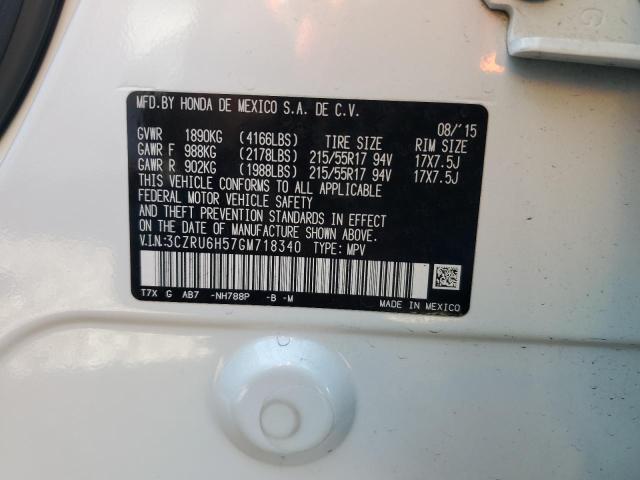 MFD.BY HONDA DE MEXICO S.A. DE C.V.
08/'15
GVWR 1890KG (4166LBS) TIRE SIZE RIM SIZE
GAWR F 988KG (2178LBS) 215/55R17 94V 17X7.5J
GAWR R 902KG (1988LBS) 215/55R17 94V 17X7.5J
THIS VEHICLE CONFORMS TO ALL APPLICABLE
FEDERAL MOTOR VEHICLE SAFETY
AND THEFT PREVENTION STANDARDS IN EFFECT
ON THE DATE OF MANUFACTURE SHOWN ABOVE.
V.I.N.:3CZRU6H57GM718340 TYPE: MPV
T7X G AB7 -NH788P -B -M
MADE IN MEXICO